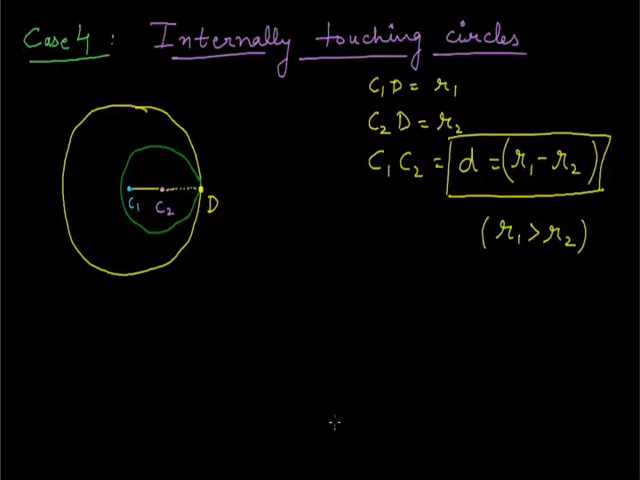 Case 4 : Internally touching circles
C₁D = r₁
C₂D = r₂
C₁C₂ = d = (r₁ - r₂)
(r₁ > r₂)
C₁ C₂ D